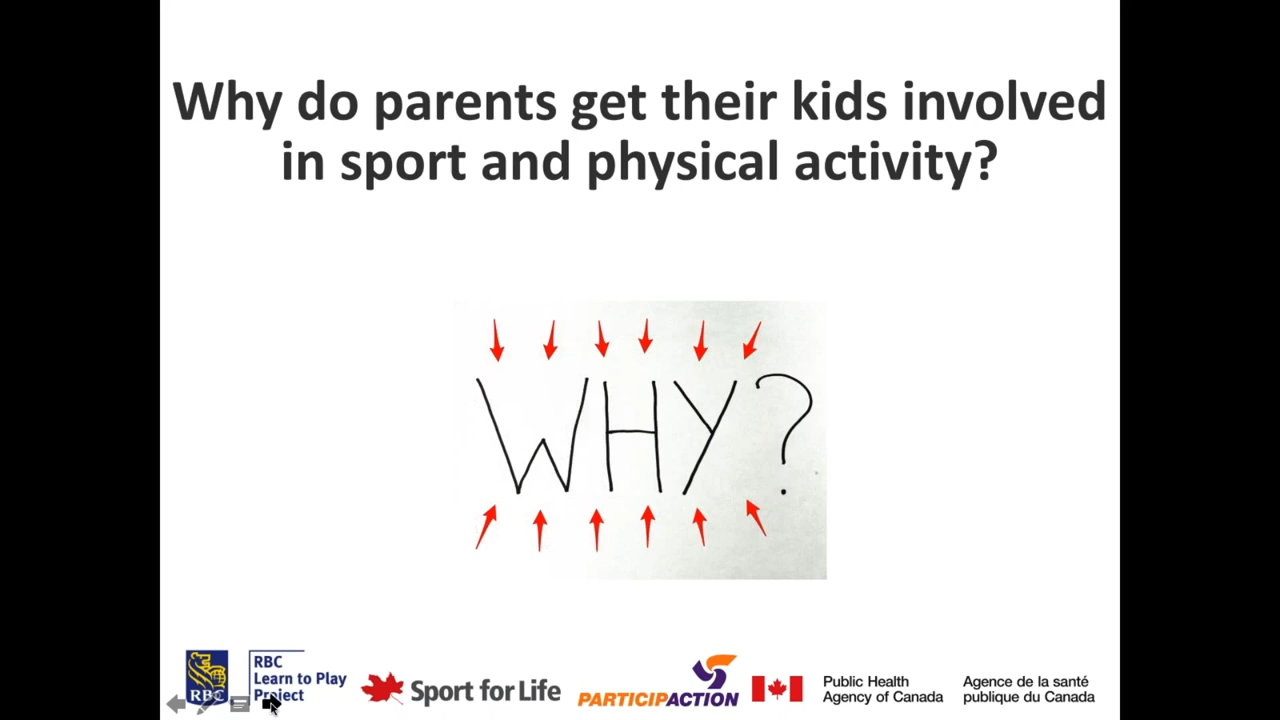 Why do parents get their kids involved
in sport and physical activity?
WHY?
RBC
RBC
Learn to Play
Project
Sport for Life
PARTICIPACTION
Public Health
Agency of Canada
Agence de la santé
publique du Canada